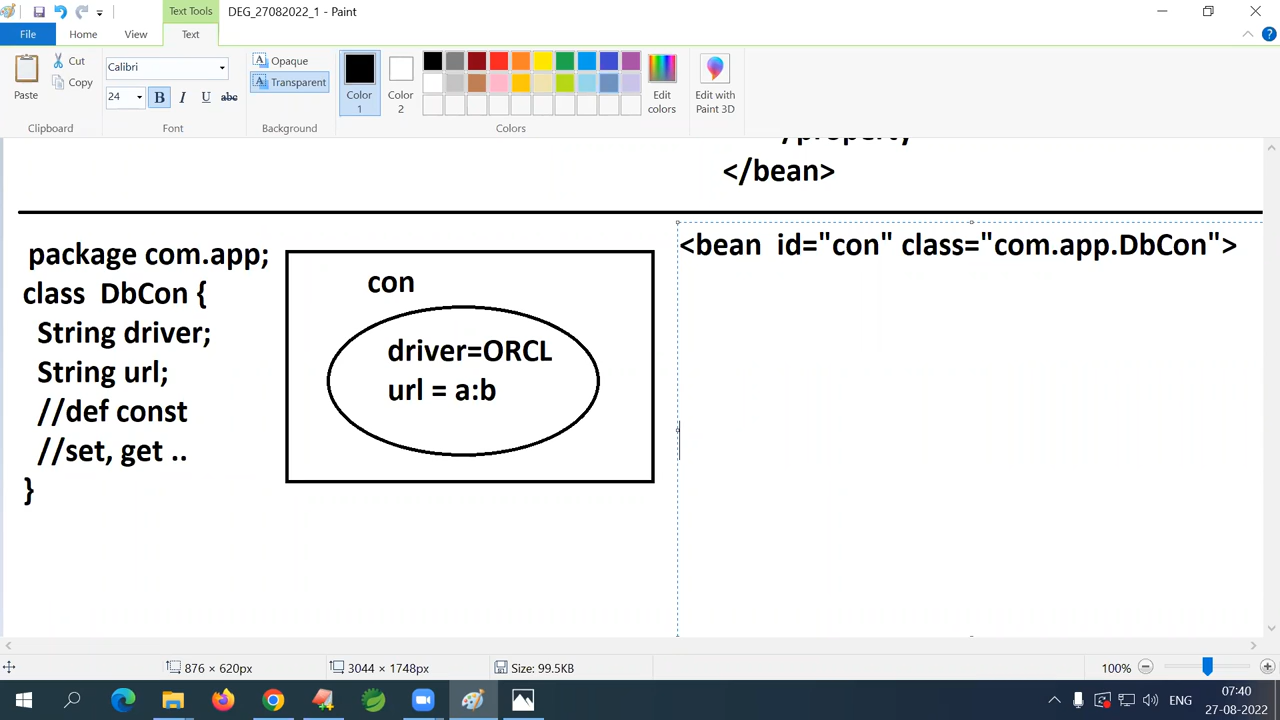 DEG_27082022_1 - Paint
Text Tools
File
Home
View
Text
Paste
Cut
Copy
Clipboard
Calibri
24
B
I
U
abc
Font
Opaque
Transparent
Background
Color
1
Color
2
Edit
colors
Edit with
Paint 3D
Colors
</bean>
package com.app;
class DbCon {
String driver;
String url;
//def const
//set, get ..
}
con
driver=ORCL
url = a:b
<bean id="con" class="com.app.DbCon">
876 × 620px
3044 × 1748px
Size: 99.5KB
100%
ENG
07:40
27-08-2022